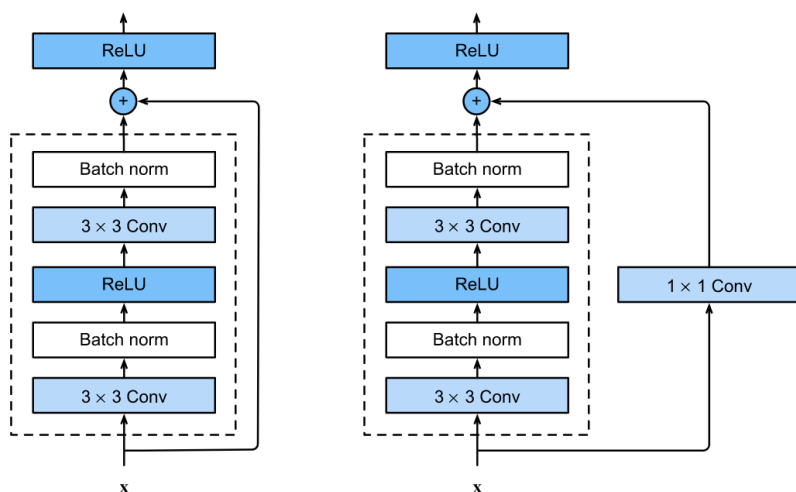 ReLU
+
Batch norm
3 × 3 Conv
ReLU
Batch norm
3 × 3 Conv
x
ReLU
+
Batch norm
3 × 3 Conv
ReLU
Batch norm
3 × 3 Conv
1 × 1 Conv
x